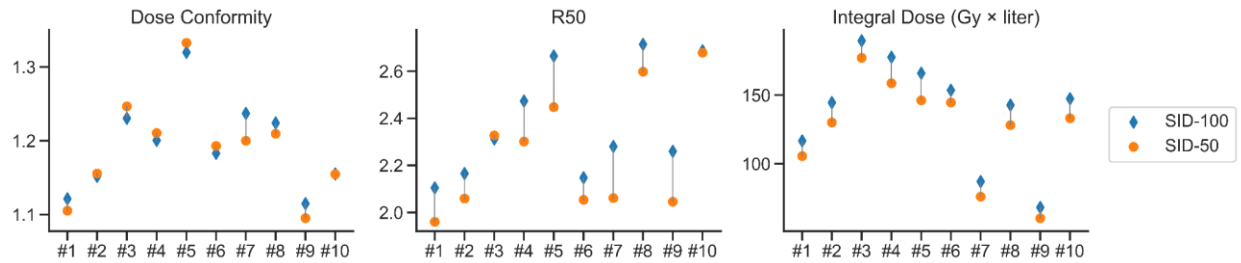 Dose Conformity
1.3
1.2
1.1
#1 #2 #3 #4 #5 #6 #7 #8 #9 #10
R50
2.6
2.4
2.2
2.0
#1 #2 #3 #4 #5 #6 #7 #8 #9 #10
Integral Dose (Gy × liter)
150
100
#1 #2 #3 #4 #5 #6 #7 #8 #9 #10
SID-100
SID-50